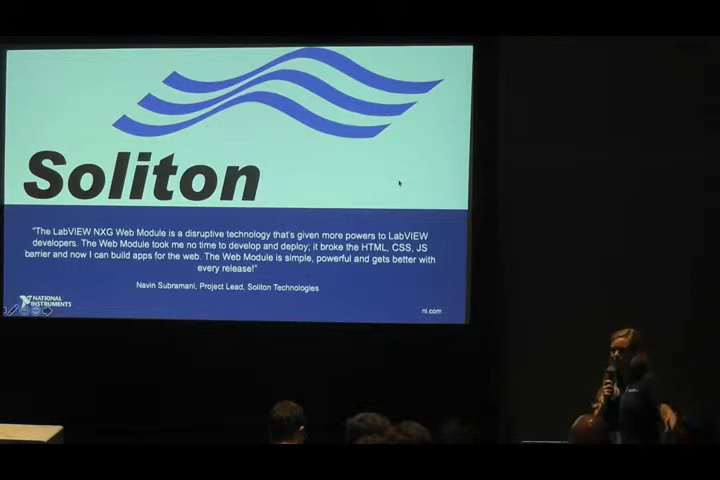 Soliton
"The LabVIEW NXG Web Module is a disruptive technology that's given more powers to LabVIEW
developers. The Web Module took me no time to develop and deploy; it broke the HTML, CSS, JS
barrier and now I can build apps for the web. The Web Module is simple, powerful and gets better with
every release!"
Navin Subramani, Project Lead, Soliton Technologies
NATIONAL
INSTRUMENTS
ni.com